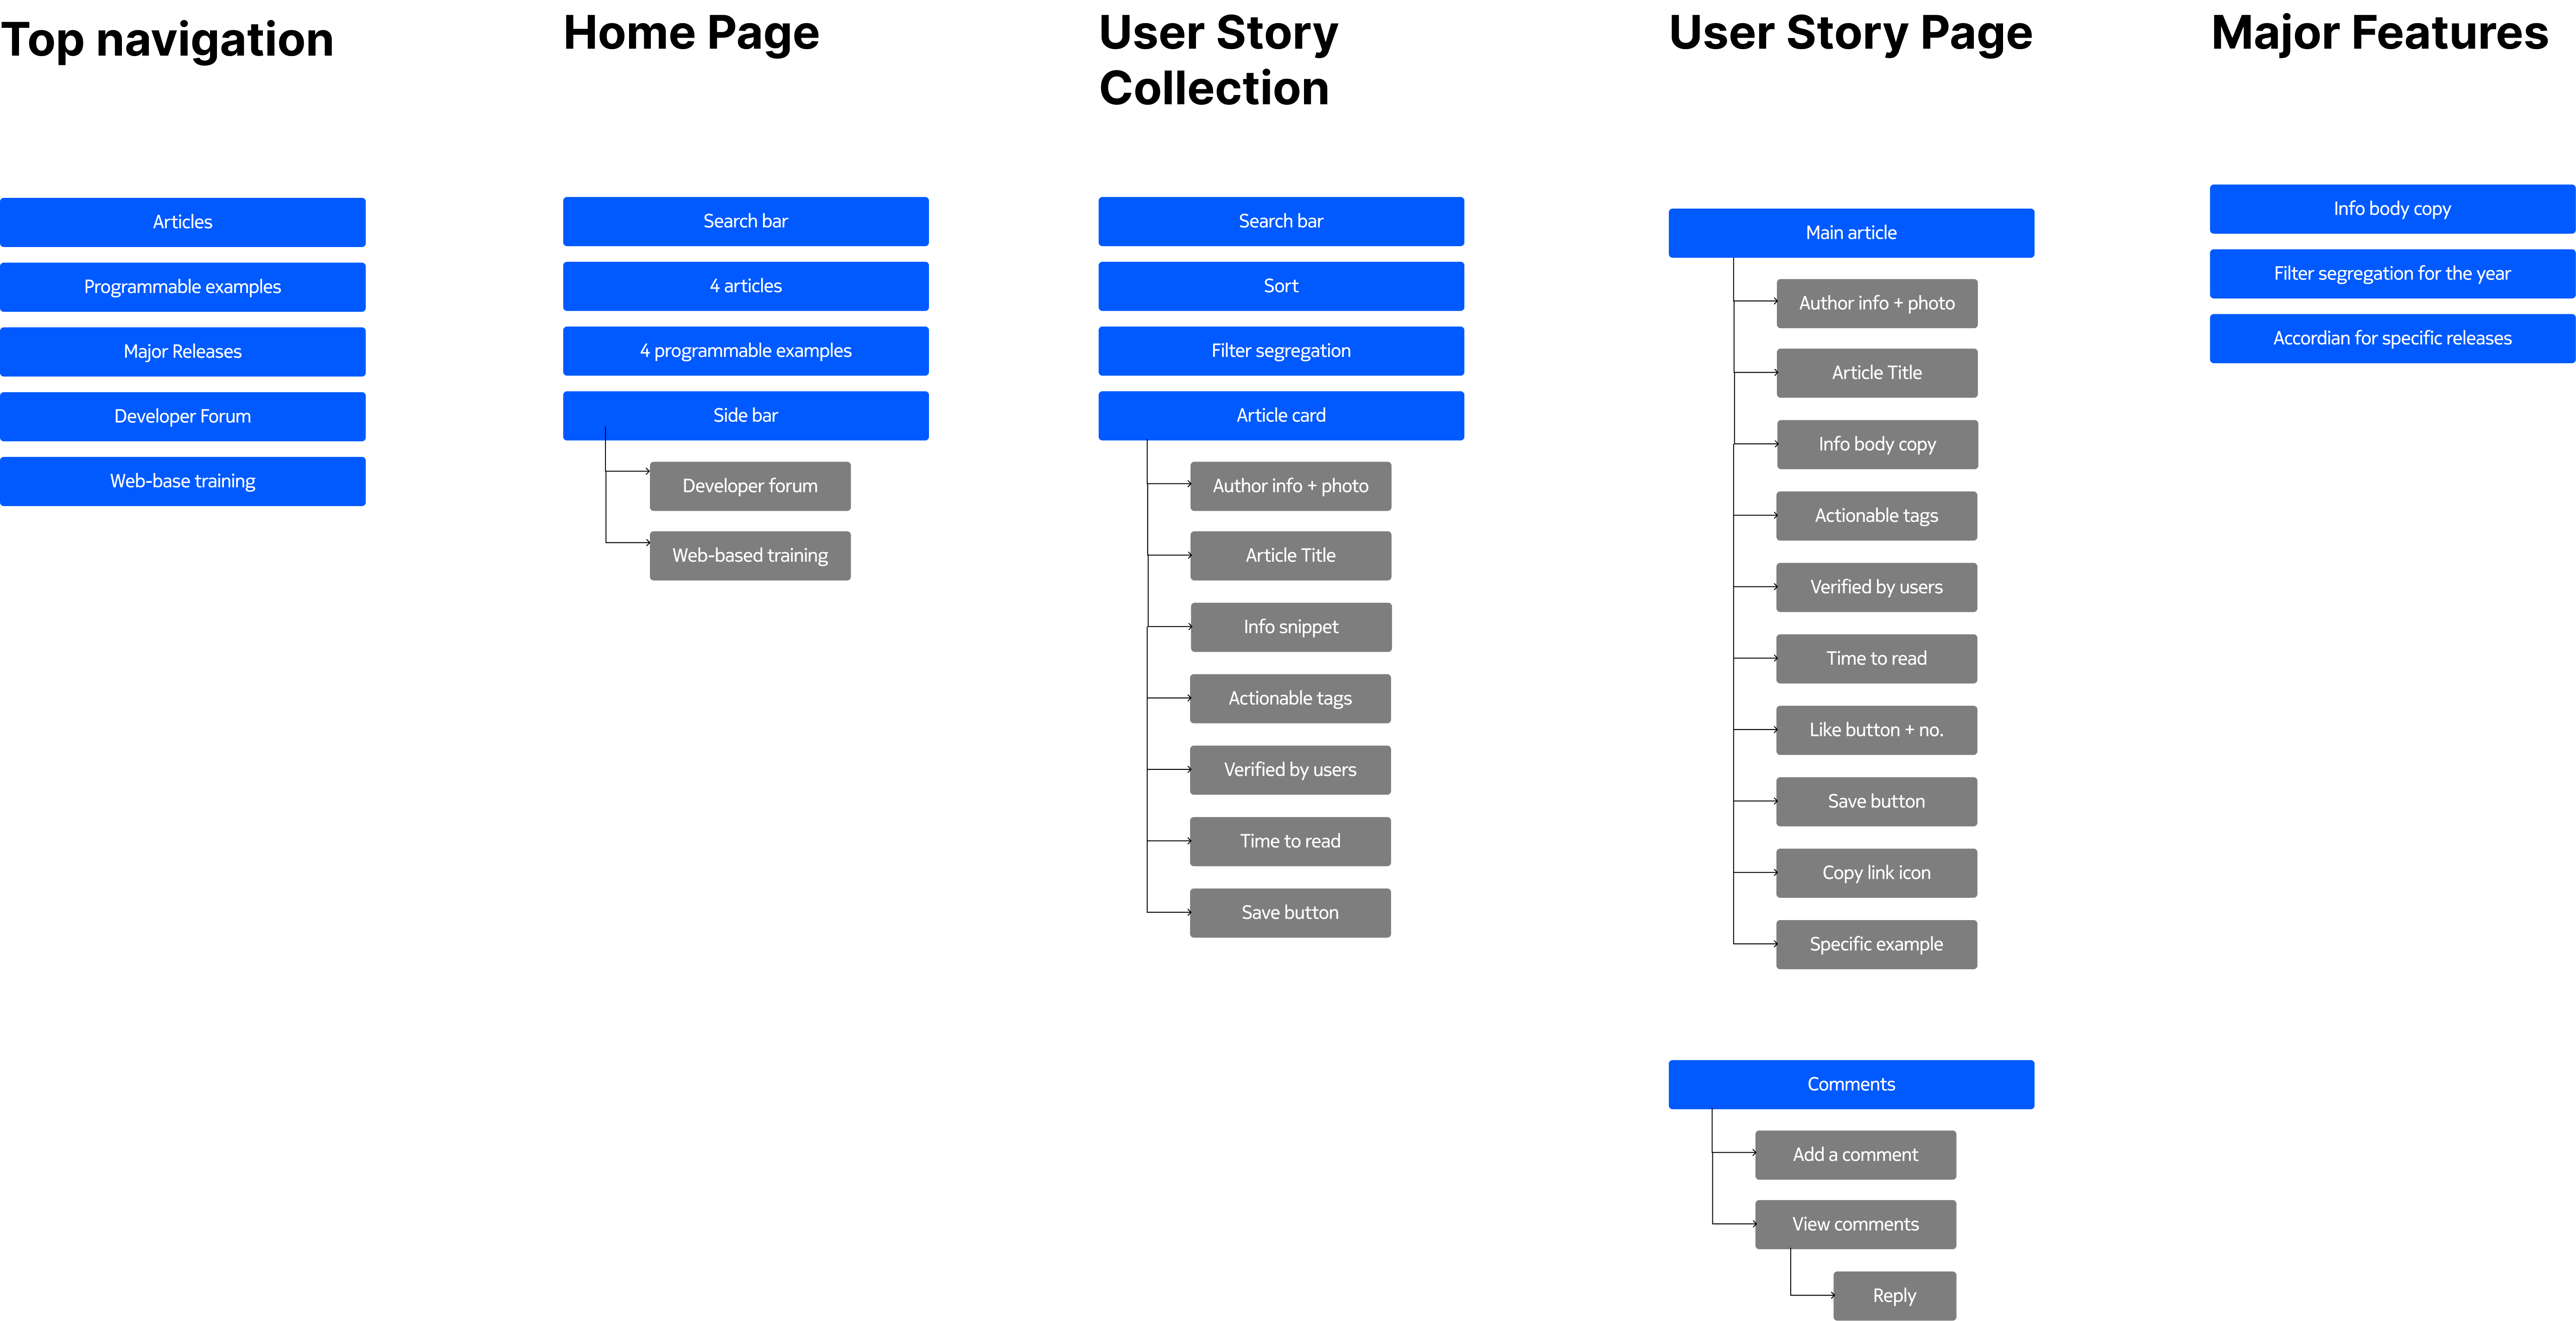 Top navigation
Articles
Programmable examples
Major Releases
Developer Forum
Web-base training
Home Page
Search bar
4 articles
4 programmable examples
Side bar
Developer forum
Web-based training
User Story
Collection
Search bar
Sort
Filter segregation
Article card
Author info + photo
Article Title
Info snippet
Actionable tags
Verified by users
Time to read
Save button
User Story Page
Main article
Author info + photo
Article Title
Info body copy
Actionable tags
Verified by users
Time to read
Like button + no.
Save button
Copy link icon
Specific example
Comments
Add a comment
View comments
Reply
Major Features
Info body copy
Filter segregation for the year
Accordian for specific releases